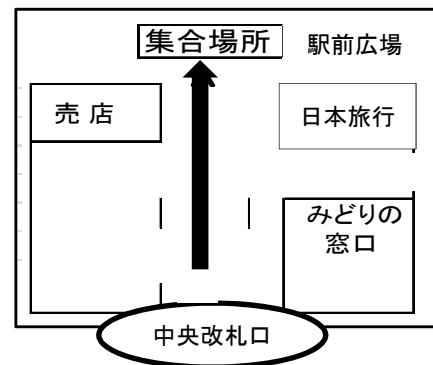 集合場所
駅前広場
売店
日本旅行
みどりの
窓口
中央改札口